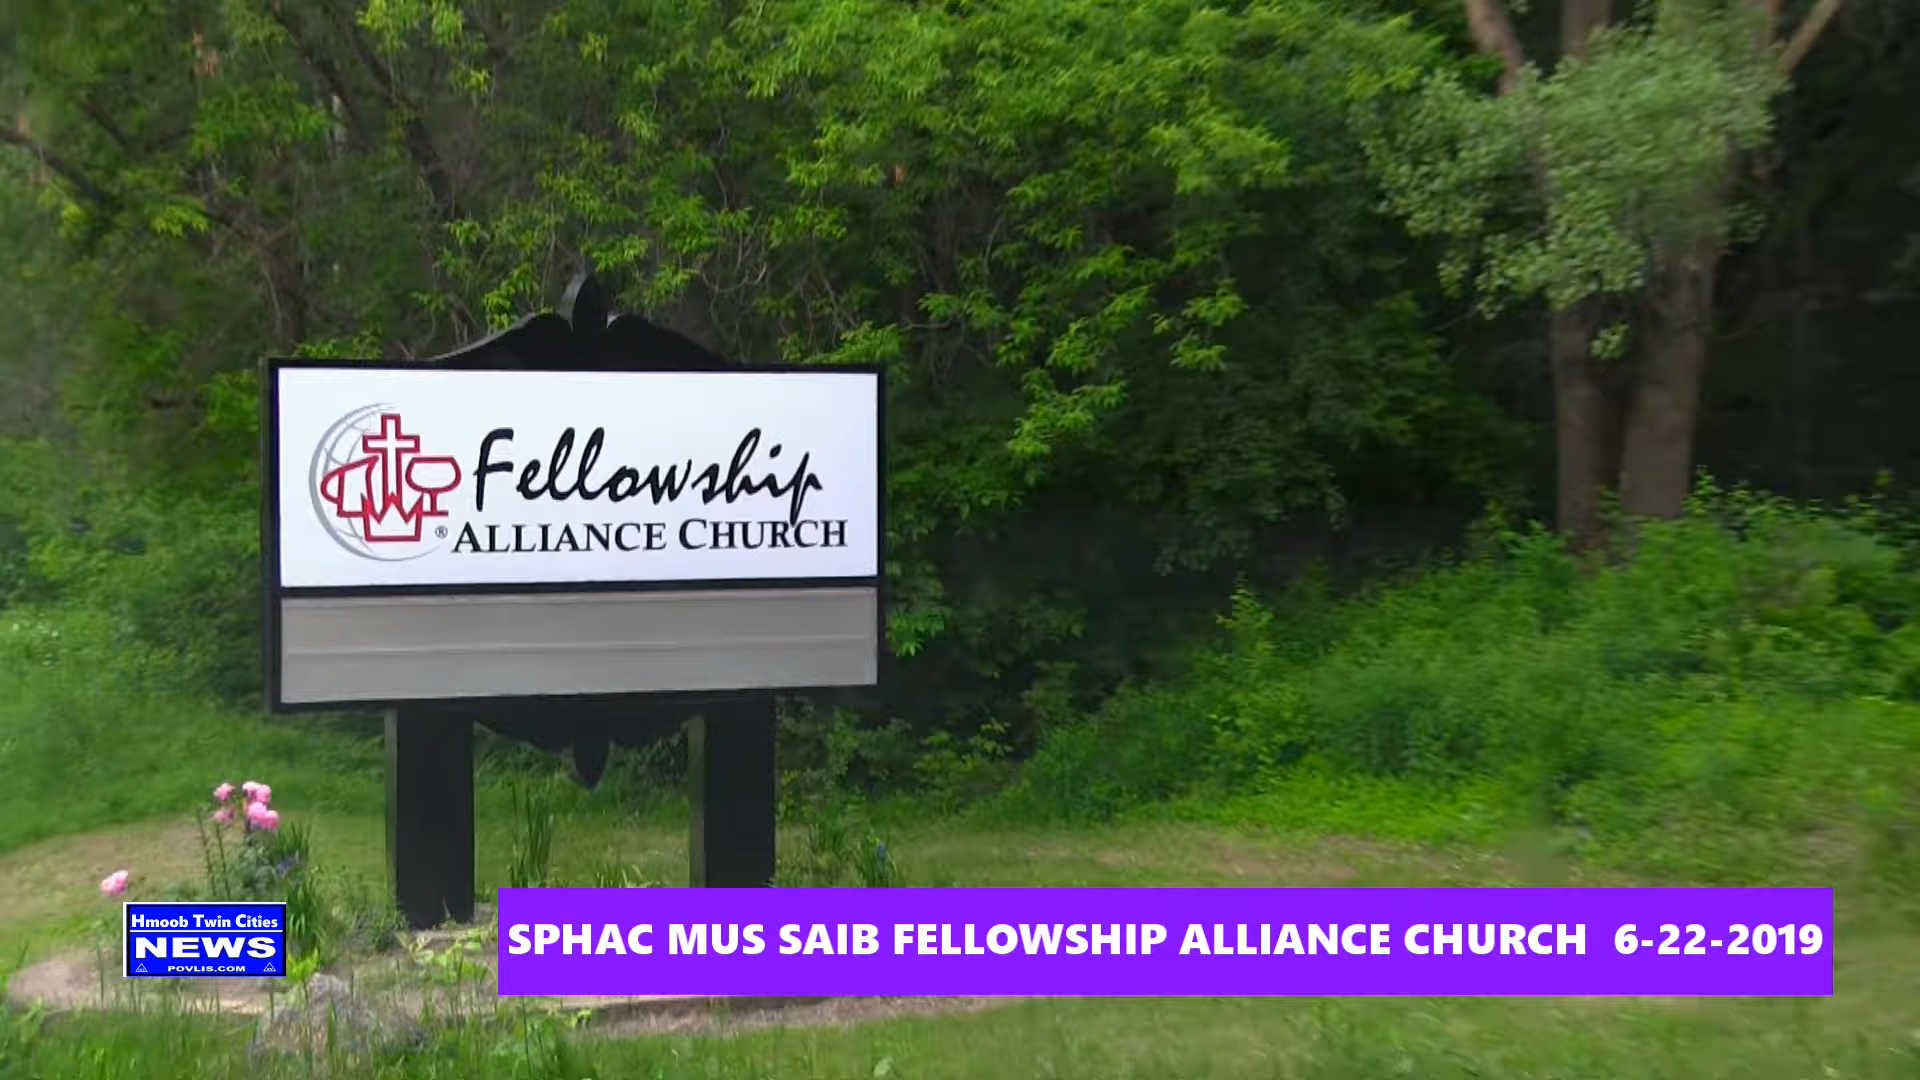 Fellowship
® ALLIANCE CHURCH
Hmoob Twin Cities
NEWS
POVLIS.COM
SPHAC MUS SAIB FELLOWSHIP ALLIANCE CHURCH 6-22-2019